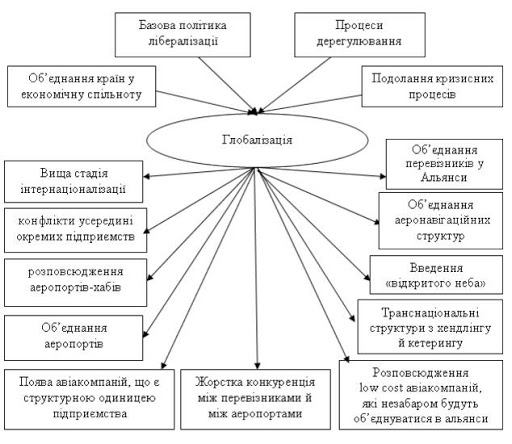 Базова політика
лібералізації
Процеси
дерегулювання
Об’єднання країн у
економічну спільноту
Подолання кризисних
процесів
Глобалізація
Вища стадія
інтернаціоналізації
Об’єднання
перевізників у
Альянси
конфлікти усередині
окремих підприємств
Об’єднання
аеронавігаційних
структур
розповсюдження
аеропортів-хабів
Введення
«відкритого неба»
Об’єднання
аеропортів
Транснаціональні
структури з хендлінгу
й кетерингу
Поява авіакомпаній, що є
структурною одиницею
підприємства
Жорстка конкуренція
між перевізниками й
між аеропортами
Розповсюдження
low cost авіакомпаній,
які незабаром будуть
об’єднуватися в альянси